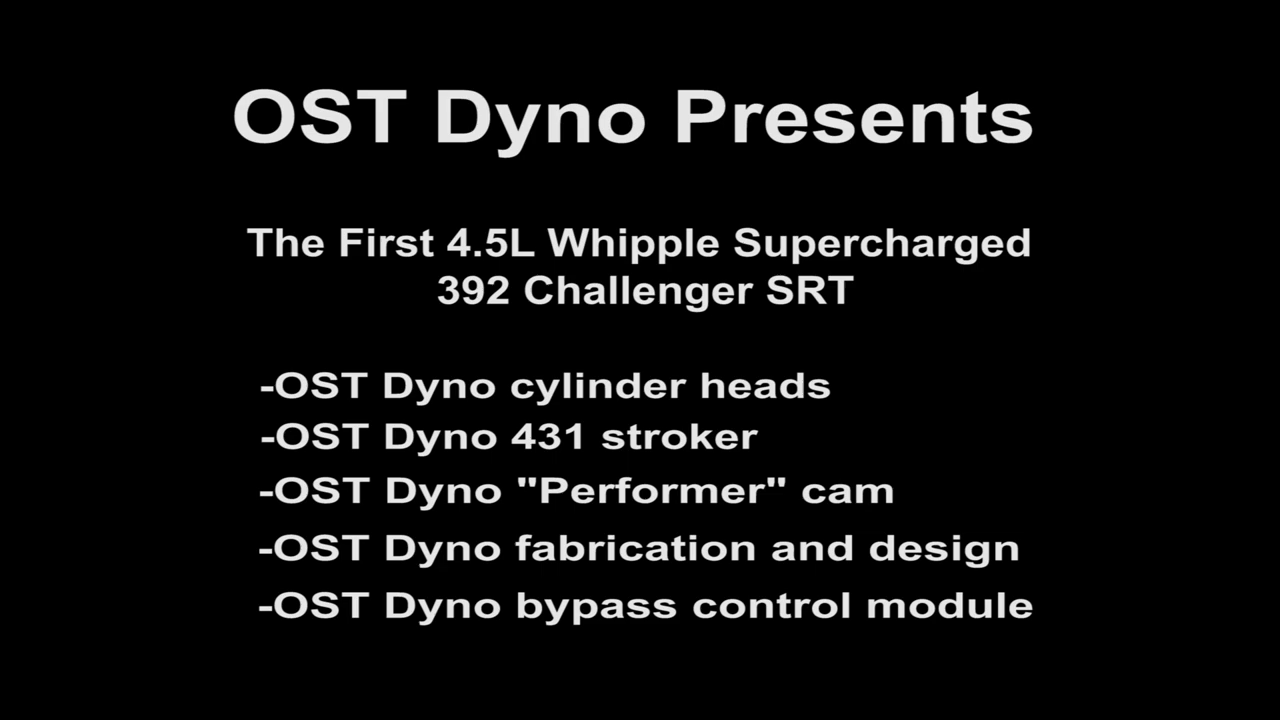 OST Dyno Presents
The First 4.5L Whipple Supercharged
392 Challenger SRT
-OST Dyno cylinder heads
-OST Dyno 431 stroker
-OST Dyno "Performer" cam
-OST Dyno fabrication and design
-OST Dyno bypass control module